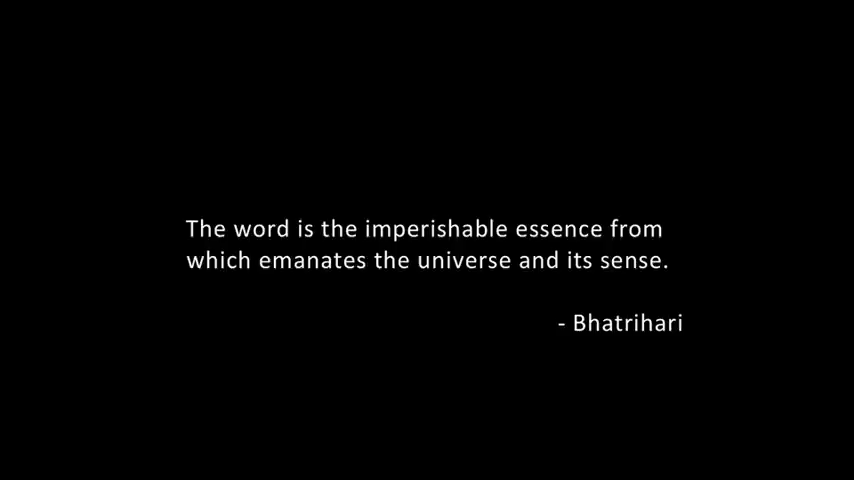 The word is the imperishable essence from
which emanates the universe and its sense.
- Bhatrihari